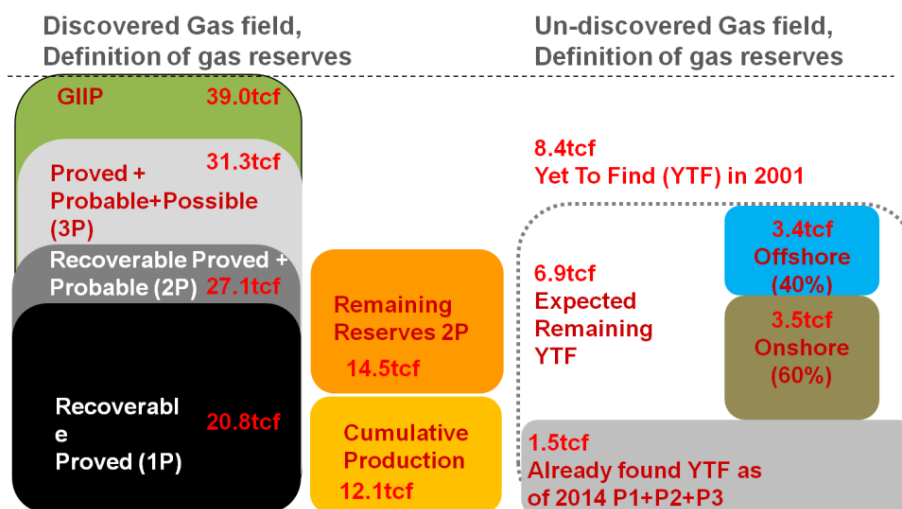 Discovered Gas field,
Definition of gas reserves
GIIP 39.0tcf
31.3tcf
Proved +
Probable+Possible
(3P)
Recoverable Proved +
Probable (2P) 27.1tcf
Recoverabl
e
Proved (1P)
20.8tcf
Remaining
Reserves 2P
14.5tcf
Cumulative
Production
12.1tcf
Un-discovered Gas field,
Definition of gas reserves
8.4tcf
Yet To Find (YTF) in 2001
6.9tcf
Expected
Remaining
YTF
3.4tcf
Offshore
(40%)
3.5tcf
Onshore
(60%)
1.5tcf
Already found YTF as
of 2014 P1+P2+P3